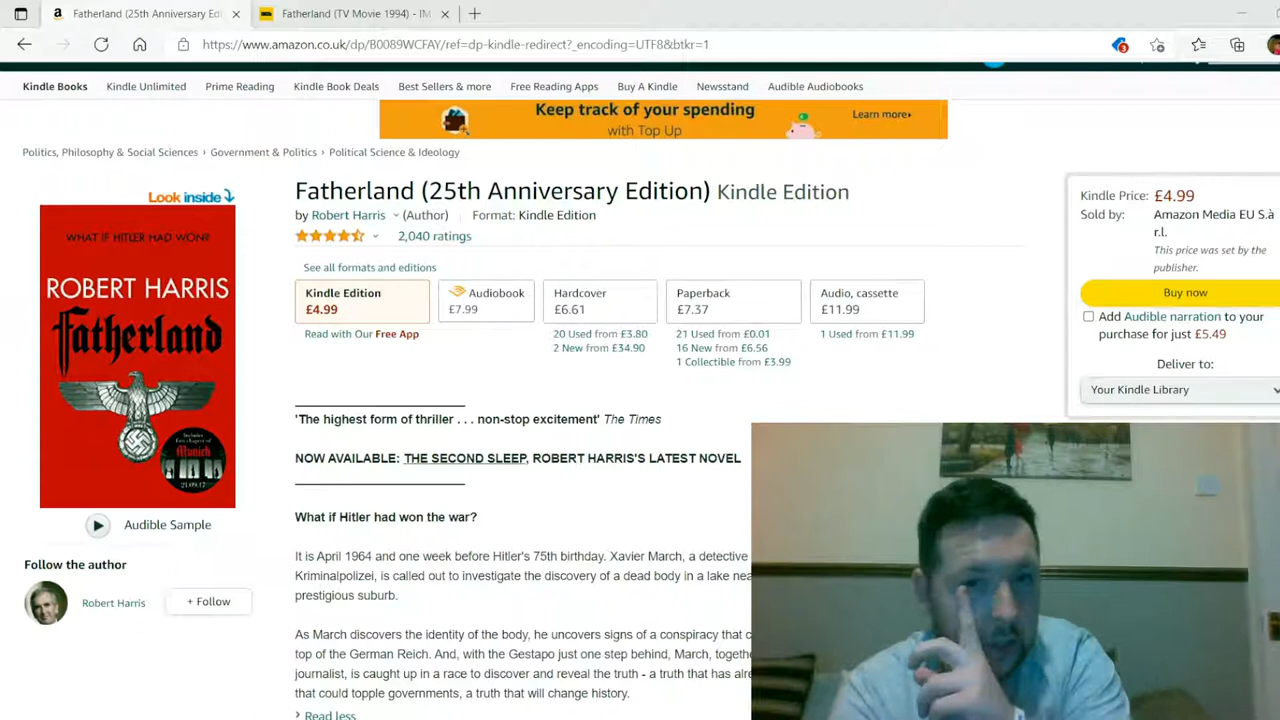 Fatherland (25th Anniversary Edi
Fatherland (TV Movie 1994) - IM
https://www.amazon.co.uk/dp/B0089WCFAY/ref=dp-kindle-redirect?_encoding=UTF8&btkr=1
3
Kindle Books Kindle Unlimited Prime Reading Kindle Book Deals Best Sellers & more Free Reading Apps Buy A Kindle Newsstand Audible Audiobooks
Keep track of your spending
with Top Up
Learn more▸
Politics, Philosophy & Social Sciences › Government & Politics › Political Science & Ideology
Look inside
WHAT IF HITLER HAD WON?
ROBERT HARRIS
Fatherland
Includes
first chapter of
Munich
21.09.17
Audible Sample
Follow the author
Robert Harris
+ Follow
Fatherland (25th Anniversary Edition) Kindle Edition
by Robert Harris (Author) Format: Kindle Edition
2,040 ratings
See all formats and editions
Kindle Edition
£4.99
Audiobook
£7.99
Hardcover
£6.61
Paperback
£7.37
Audio, cassette
£11.99
Read with Our Free App
20 Used from £3.80
2 New from £34.90
21 Used from £0.01
16 New from £6.56
1 Collectible from £3.99
1 Used from £11.99
'The highest form of thriller . . . non-stop excitement' The Times
NOW AVAILABLE: THE SECOND SLEEP, ROBERT HARRIS'S LATEST NOVEL
What if Hitler had won the war?
It is April 1964 and one week before Hitler's 75th birthday. Xavier March, a detective
Kriminalpolizei, is called out to investigate the discovery of a dead body in a lake nea
prestigious suburb.
As March discovers the identity of the body, he uncovers signs of a conspiracy that c
top of the German Reich. And, with the Gestapo just one step behind, March, togeth
journalist, is caught up in a race to discover and reveal the truth - a truth that has alre
that could topple governments, a truth that will change history.
Read less
Kindle Price: £4.99
Sold by: Amazon Media EU S.à
r.l.
This price was set by the
publisher.
Buy now
Add Audible narration to your
purchase for just £5.49
Deliver to:
Your Kindle Library